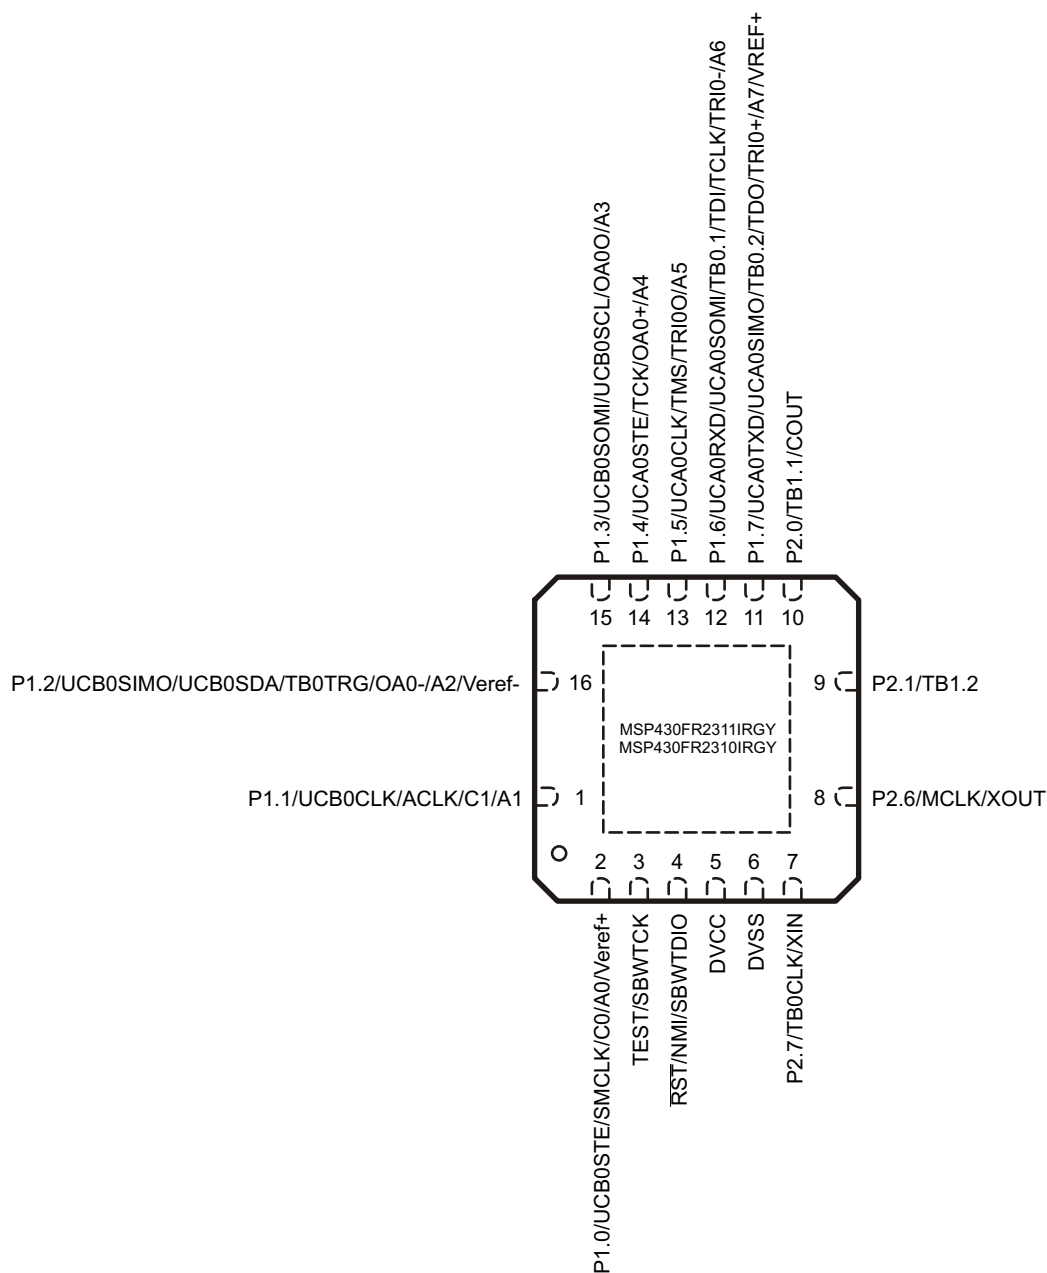 P1.3/UCB0SOMI/UCB0SCL/OA0O/A3
P1.4/UCA0STE/TCK/OA0+/A4
P1.5/UCA0CLK/TMS/TRI0O/A5
P1.6/UCA0RXD/UCA0SOMI/TB0.1/TDI/TCLK/TRI0-/A6
P1.7/UCA0TXD/UCA0SIMO/TB0.2/TDO/TRI0+/A7/VREF+
P2.0/TB1.1/COUT
15 14 13 12 11 10
P1.2/UCB0SIMO/UCB0SDA/TB0TRG/OA0-/A2/Veref- 16
9 P2.1/TB1.2
MSP430FR2311IRGY
MSP430FR2310IRGY
P1.1/UCB0CLK/ACLK/C1/A1 1
8 P2.6/MCLK/XOUT
2 3 4 5 6 7
P1.0/UCB0STE/SMCLK/C0/A0/Veref+
TEST/SBWTCK
R̅S̅T̅/NMI/SBWTDIO
DVCC
DVSS
P2.7/TB0CLK/XIN